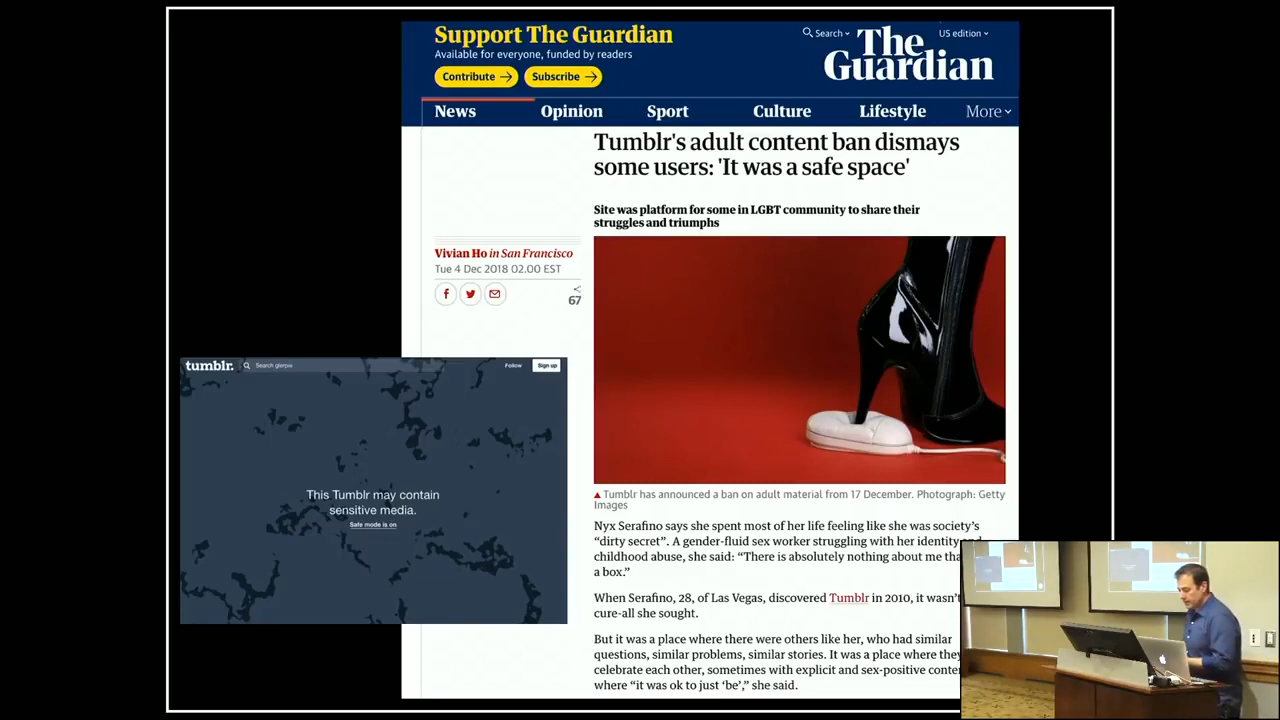 Support The Guardian
Available for everyone, funded by readers
Contribute
Subscribe
Search
US edition
The
Guardian
News
Opinion
Sport
Culture
Lifestyle
More
Tumblr's adult content ban dismays
some users: 'It was a safe space'
Site was platform for some in LGBT community to share their
struggles and triumphs
Vivian Ho in San Francisco
Tue 4 Dec 2018 02.00 EST
67
Tumblr has announced a ban on adult material from 17 December. Photograph: Getty
Images
Nyx Serafino says she spent most of her life feeling like she was society's
“dirty secret”. A gender-fluid sex worker struggling with her identity and
childhood abuse, she said: “There is absolutely nothing about me
a box.”
When Serafino, 28, of Las Vegas, discovered Tumblr in 2010, it wasn't
cure-all she sought.
But it was a place where there were others like her, who had similar
questions, similar problems, similar stories. It was a place where they
celebrate each other, sometimes with explicit and sex-positive
where “it was ok to just ‘be’,” she said.
tumblr.
Search glerpie
Follow
Sign up
This Tumblr may contain
sensitive media.
Safe mode is on